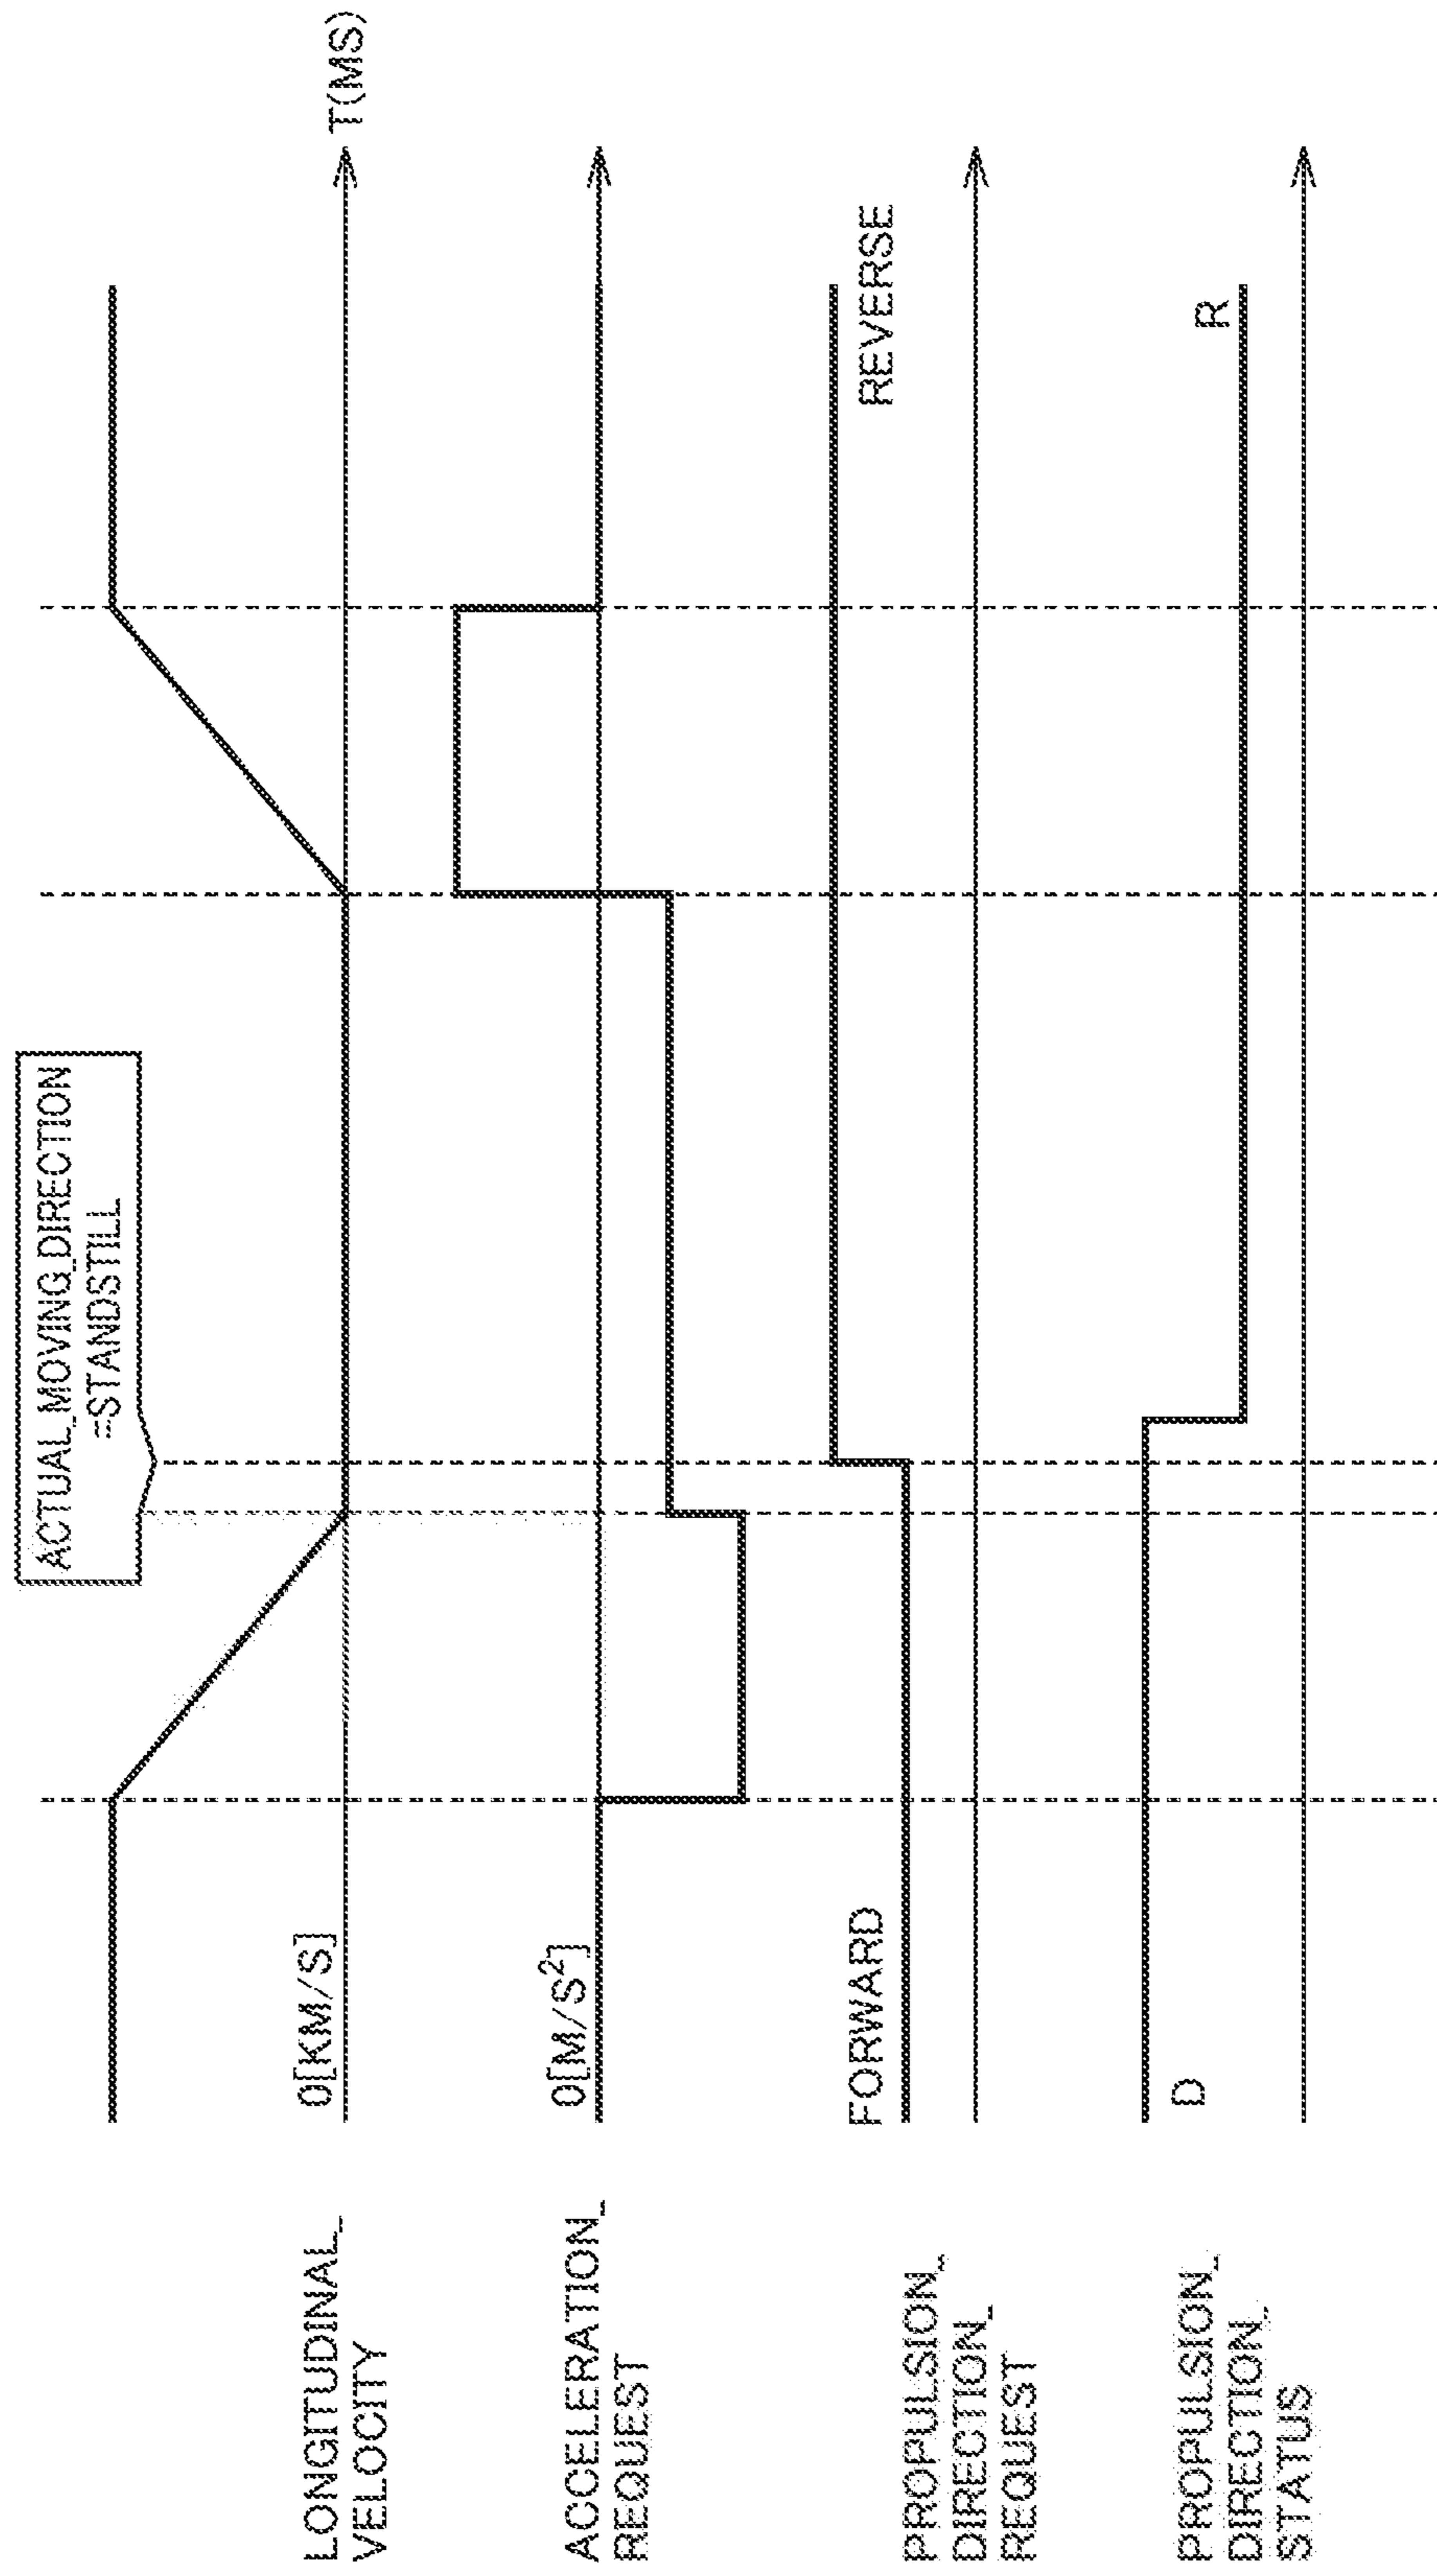 ACTUAL_MOVING_DIRECTION
=STANDSTILL
T(MS)
LONGITUDINAL_
VELOCITY
0[KM/S]
ACCELERATION_
REQUEST
0[M/S²]
PROPULSION_
DIRECTION_
REQUEST
FORWARD
REVERSE
PROPULSION_
DIRECTION_
STATUS
D
R